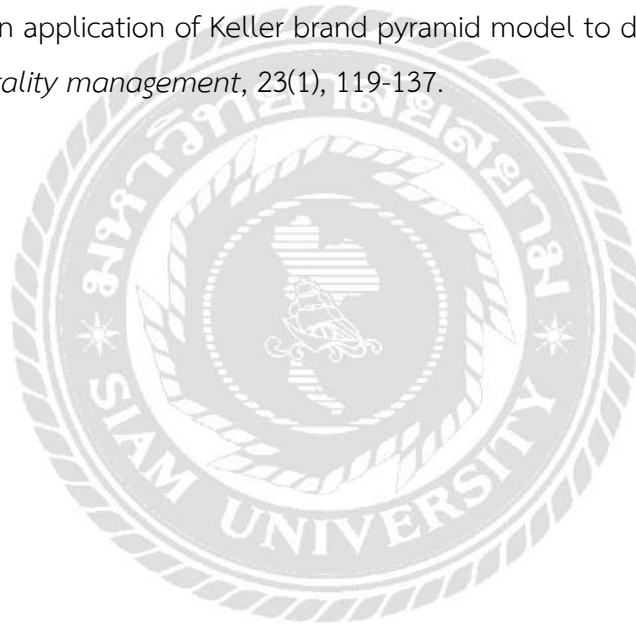 n application of Keller brand pyramid model to d
ality management, 23(1), 119-137.
มหาวิทยาลัยสยาม
SIAM UNIVERSITY